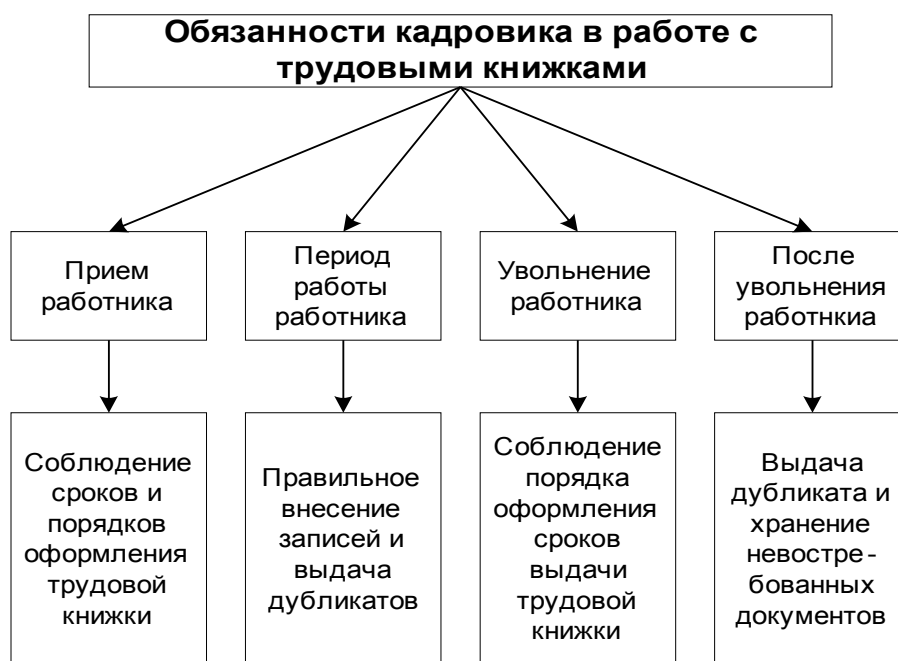 Обязанности кадровика в работе с
трудовыми книжками
Прием
работника
Период
работы
работника
Увольнение
работника
После
увольнения
работнкиа
Соблюдение
сроков и
порядков
оформления
трудовой
книжки
Правильное
внесение
записей и
выдача
дубликатов
Соблюдение
порядка
оформления
сроков
выдачи
трудовой
книжки
Выдача
дубликата и
хранение
невостре-
бованных
документов